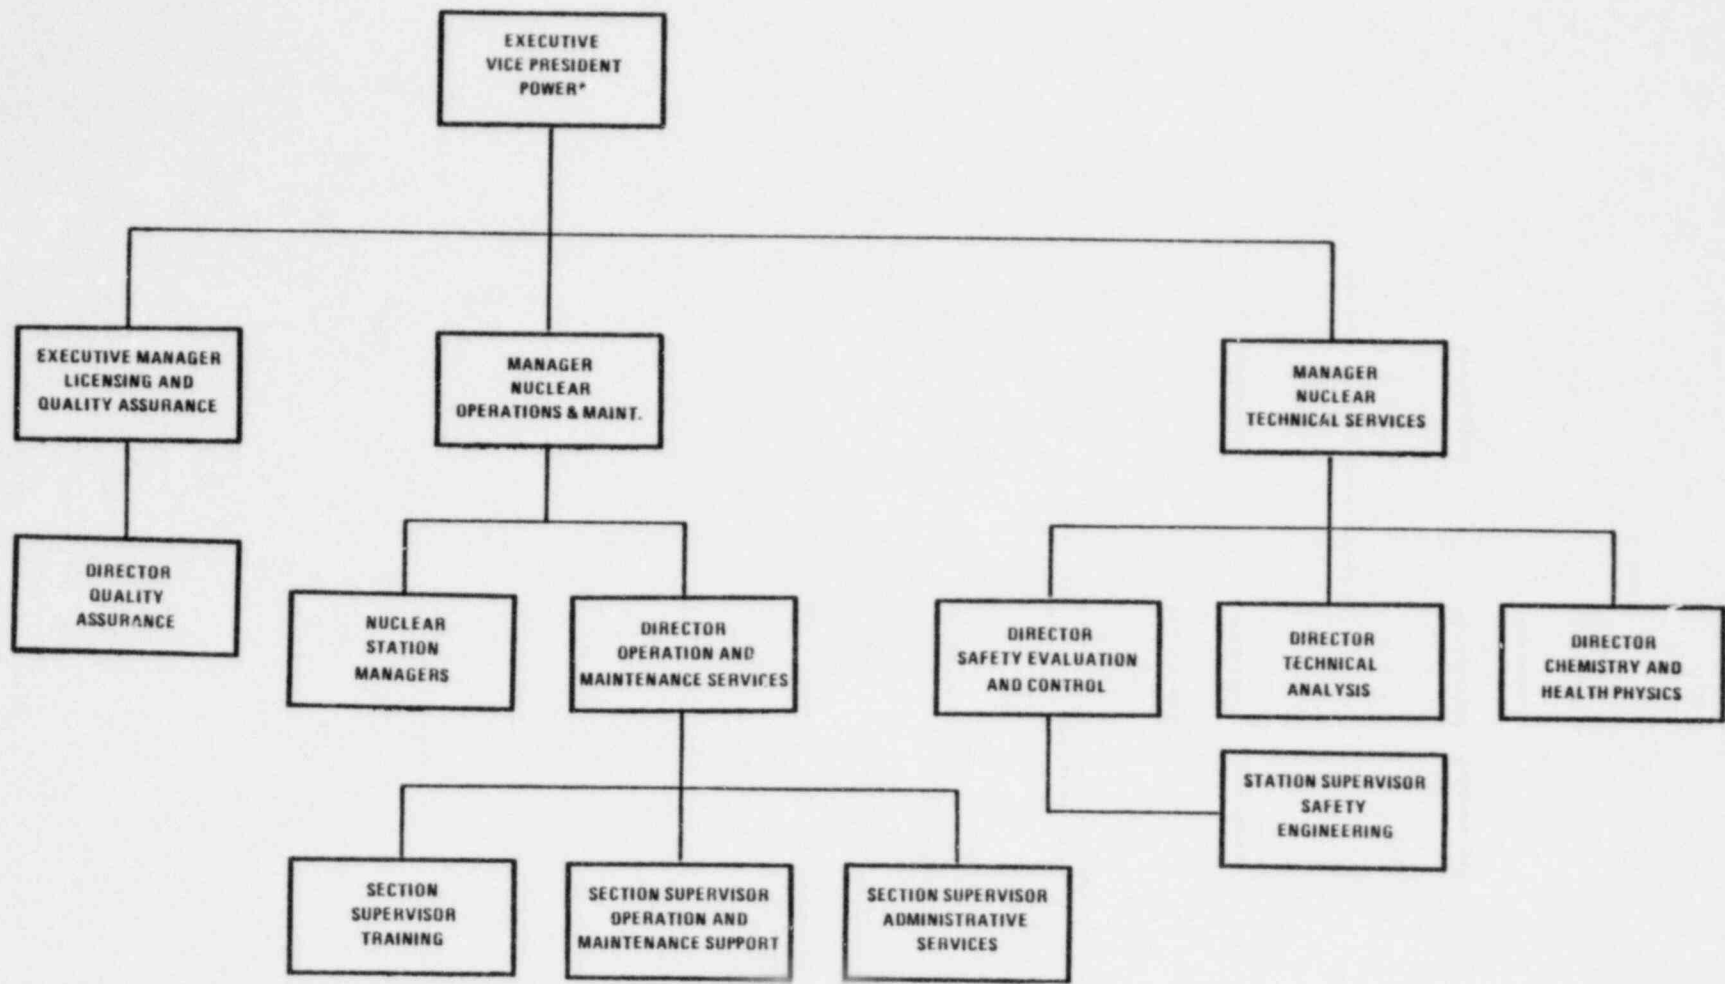 EXECUTIVE
VICE PRESIDENT
POWER*
EXECUTIVE MANAGER
LICENSING AND
QUALITY ASSURANCE
MANAGER
NUCLEAR
OPERATIONS & MAINT.
MANAGER
NUCLEAR
TECHNICAL SERVICES
DIRECTOR
QUALITY
ASSURANCE
NUCLEAR
STATION
MANAGERS
DIRECTOR
OPERATION AND
MAINTENANCE SERVICES
DIRECTOR
SAFETY EVALUATION
AND CONTROL
DIRECTOR
TECHNICAL
ANALYSIS
DIRECTOR
CHEMISTRY AND
HEALTH PHYSICS
STATION SUPERVISOR
SAFETY
ENGINEERING
SECTION
SUPERVISOR
TRAINING
SECTION SUPERVISOR
OPERATION AND
MAINTENANCE SUPPORT
SECTION SUPERVISOR
ADMINISTRATIVE
SERVICES